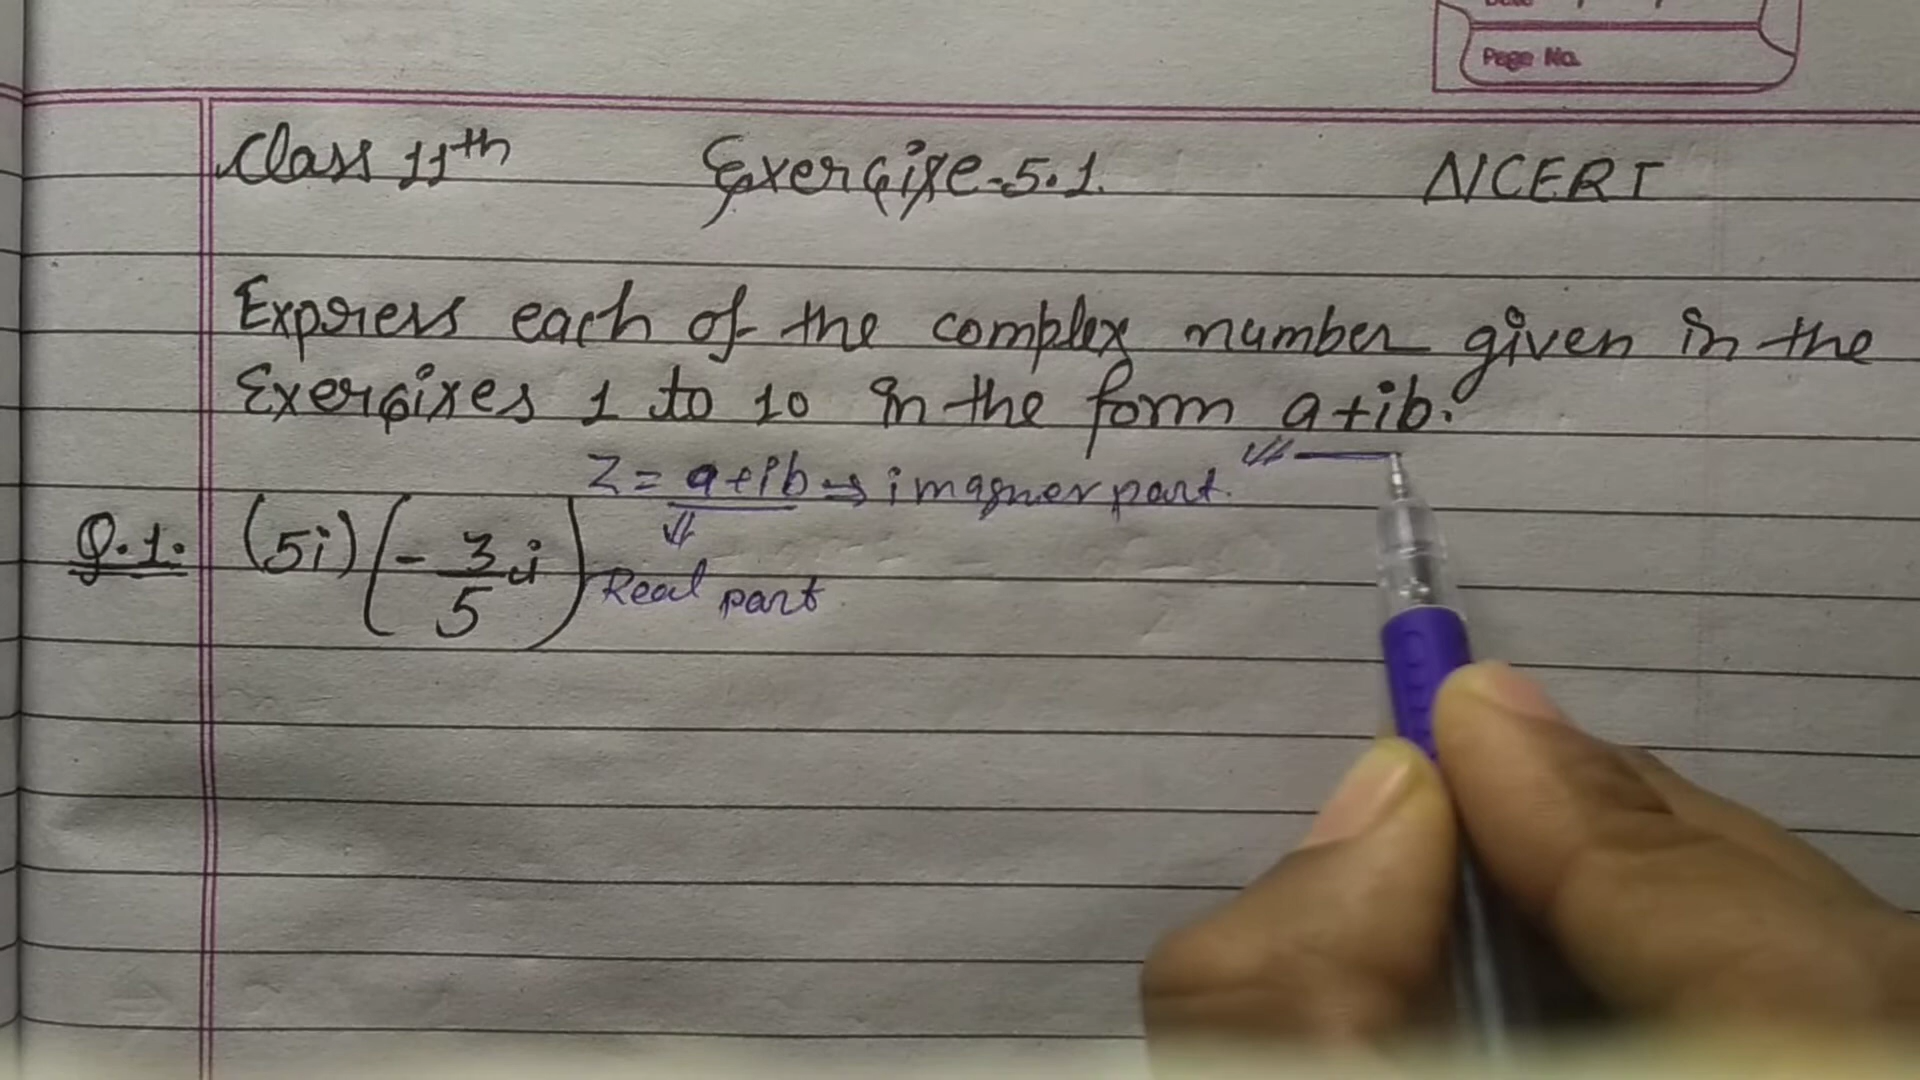 Page No.
Class 11th Exercise-5.1. NCERT
Express each of the complex number given in the
Exercises 1 to 10 in the form a+ib.
Z = a+ib → imagner part.
Q.1. (5i)(-3/5 i)
Real part